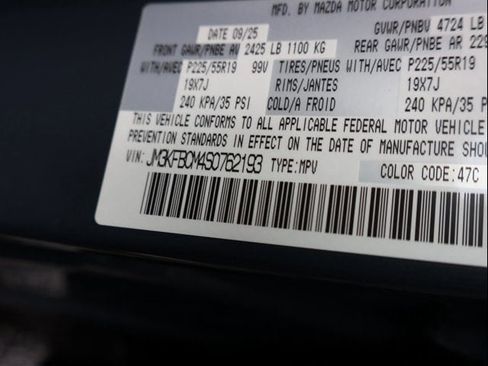 MFD. BY MAZDA MOTOR CORPORATION
DATE 09/25 GVWR/PNBV 4724 LB
FRONT GAWR/PNBE AV 2425 LB 1100 KG REAR GAWR/PNBE AR 229
WITH/AVEC P225/55R19 99V TIRES/PNEUS WITH/AVEC P225/55R19
19X7J RIMS/JANTES 19X7J
240 KPA/35 PSI COLD/A FROID 240 KPA/35 PSI
THIS VEHICLE CONFORMS TO ALL APPLICABLE FEDERAL MOTOR VEHICLE
PREVENTION STANDARDS IN EFFECT ON THE DATE OF MANUFACTURE SHOW
VIN: JM3KFBCM4S0762193 TYPE:MPV COLOR CODE:47C